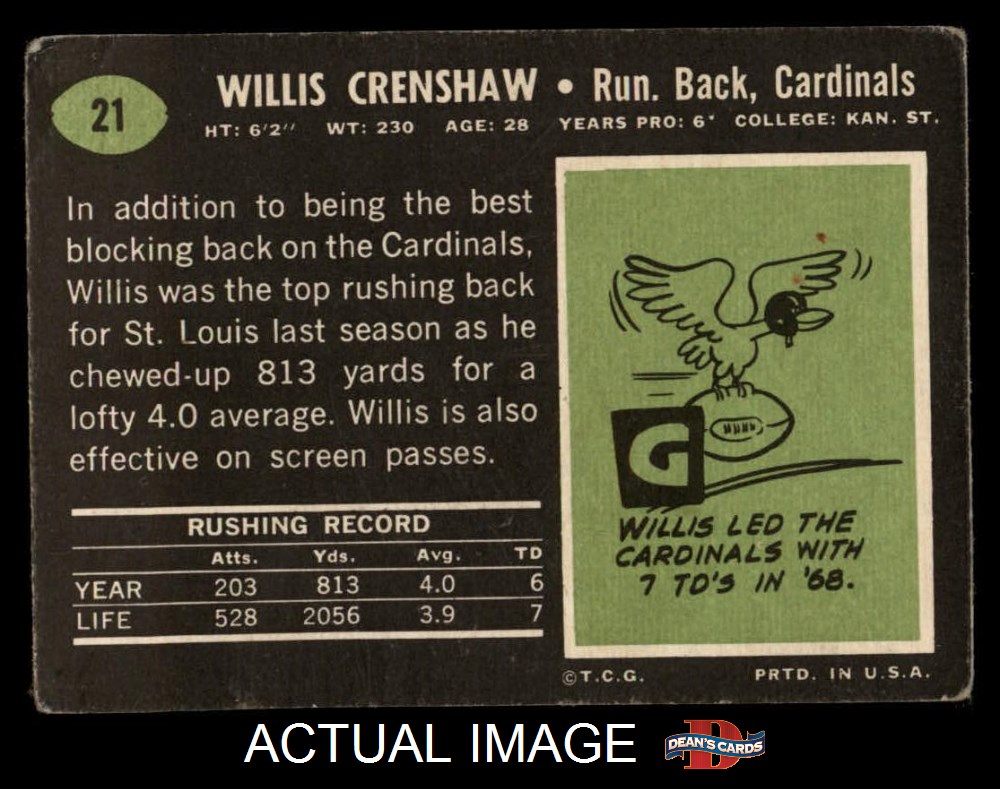 21
WILLIS CRENSHAW • Run. Back, Cardinals
HT: 6'2'' WT: 230 AGE: 28 YEARS PRO: 6* COLLEGE: KAN. ST.
In addition to being the best
blocking back on the Cardinals,
Willis was the top rushing back
for St. Louis last season as he
chewed-up 813 yards for a
lofty 4.0 average. Willis is also
effective on screen passes.
RUSHING RECORD
Atts. Yds. Avg. TD
YEAR 203 813 4.0 6
LIFE 528 2056 3.9 7
G
WILLIS LED THE
CARDINALS WITH
7 TD'S IN '68.
©T.C.G. PRTD. IN U.S.A.
ACTUAL IMAGE
D
DEAN'S CARDS